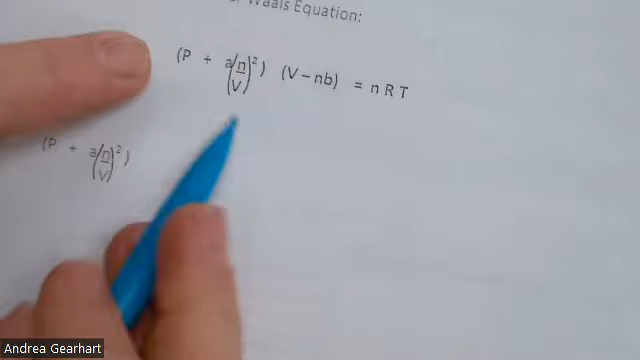 Waals Equation:
(P + a(n/V)²) (V – nb) = n R T
(P + a(n/V)²)
Andrea Gearhart